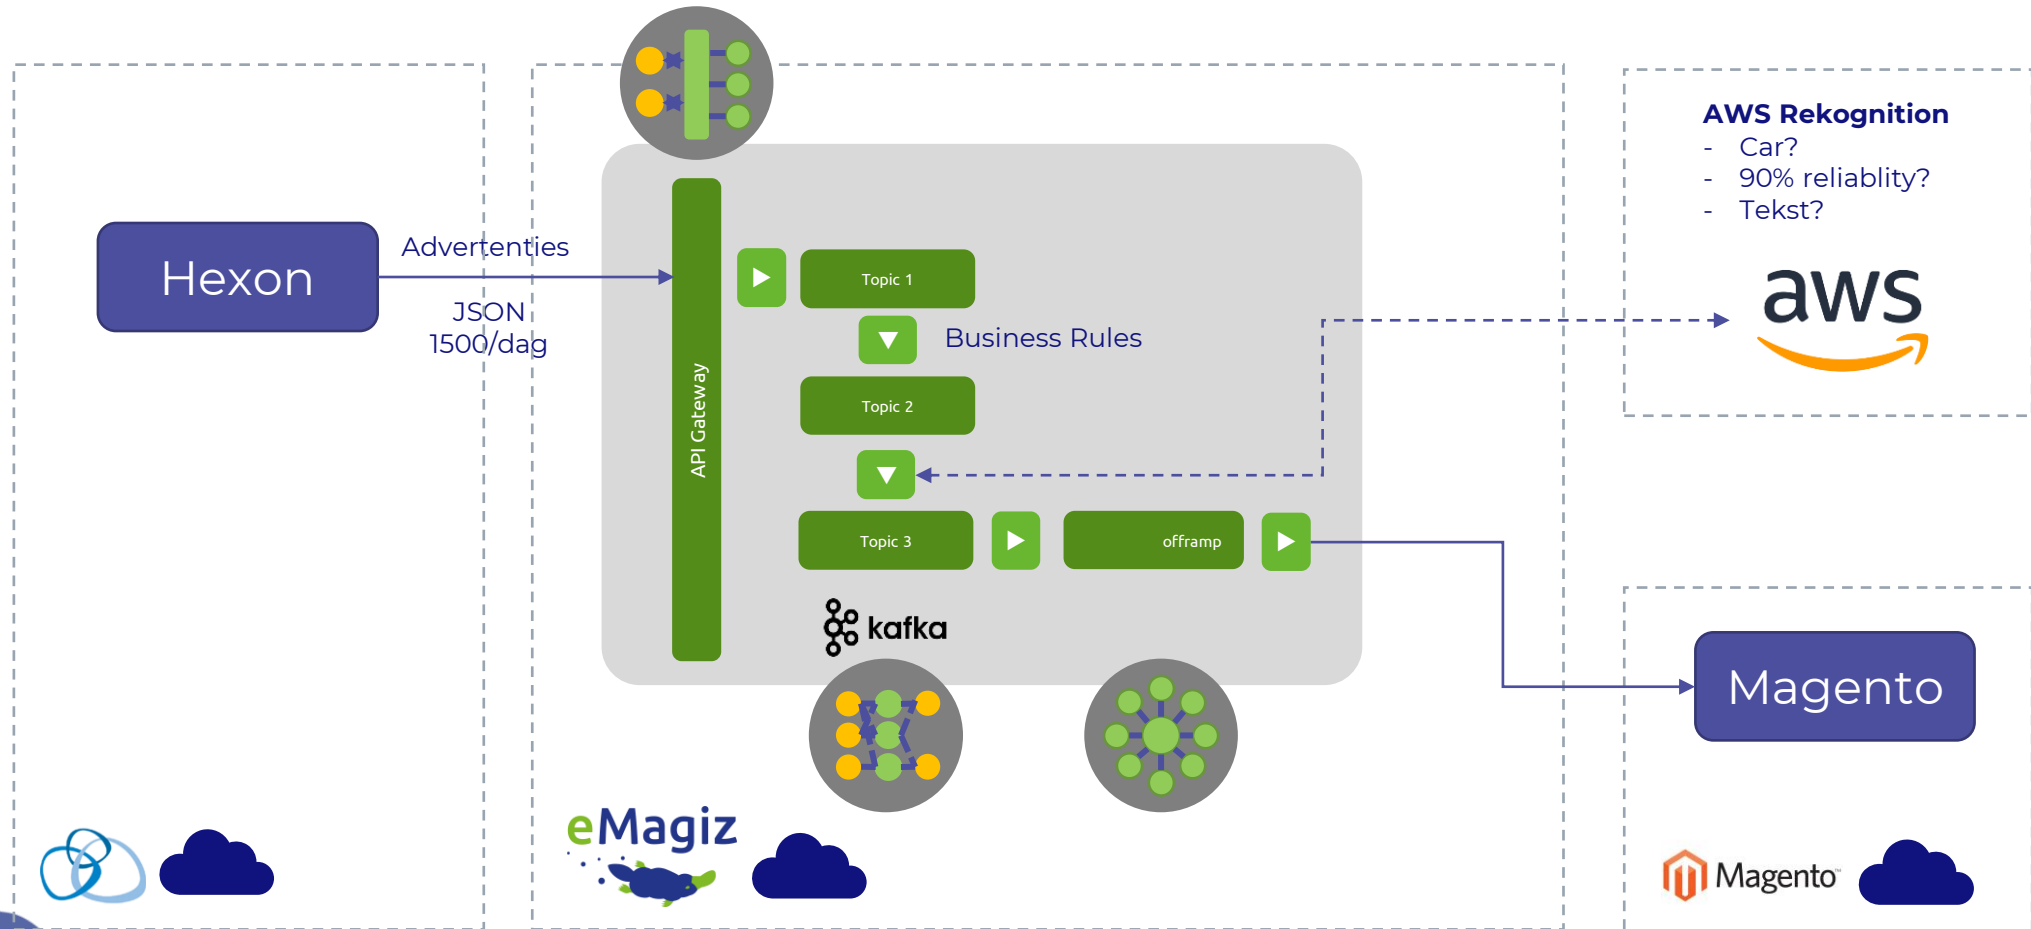 Hexon
Advertenties
JSON
1500/dag
API Gateway
Topic 1
Business Rules
Topic 2
Topic 3
offramp
kafka
eMagiz
AWS Rekognition
- Car?
- 90% reliablity?
- Tekst?
aws
Magento
Magento